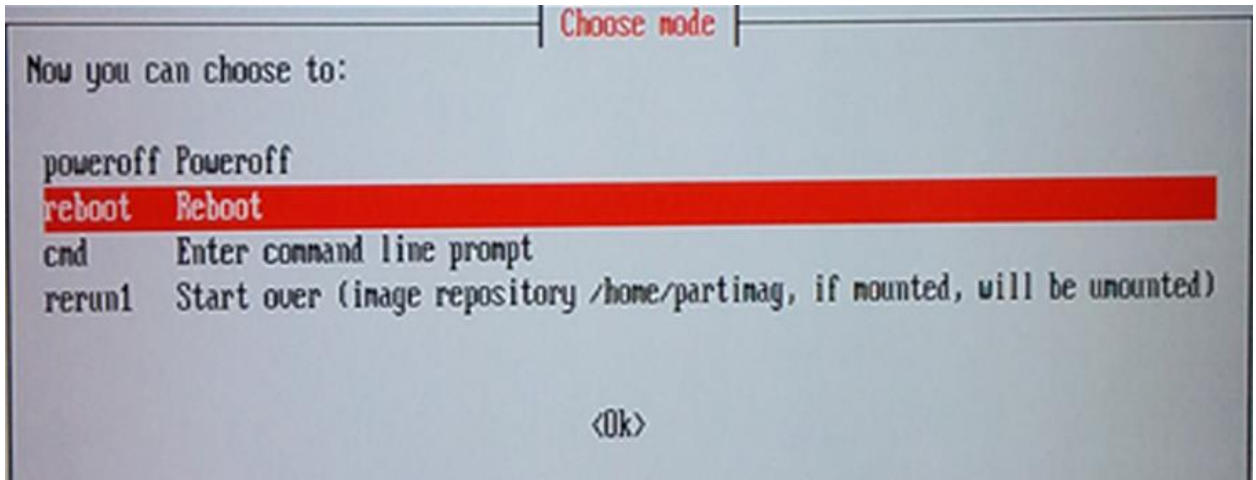 Choose mode
Now you can choose to:
poweroff Poweroff
reboot Reboot
cmd Enter command line prompt
rerun1 Start over (image repository /home/partimag, if mounted, will be umounted)
<Ok>